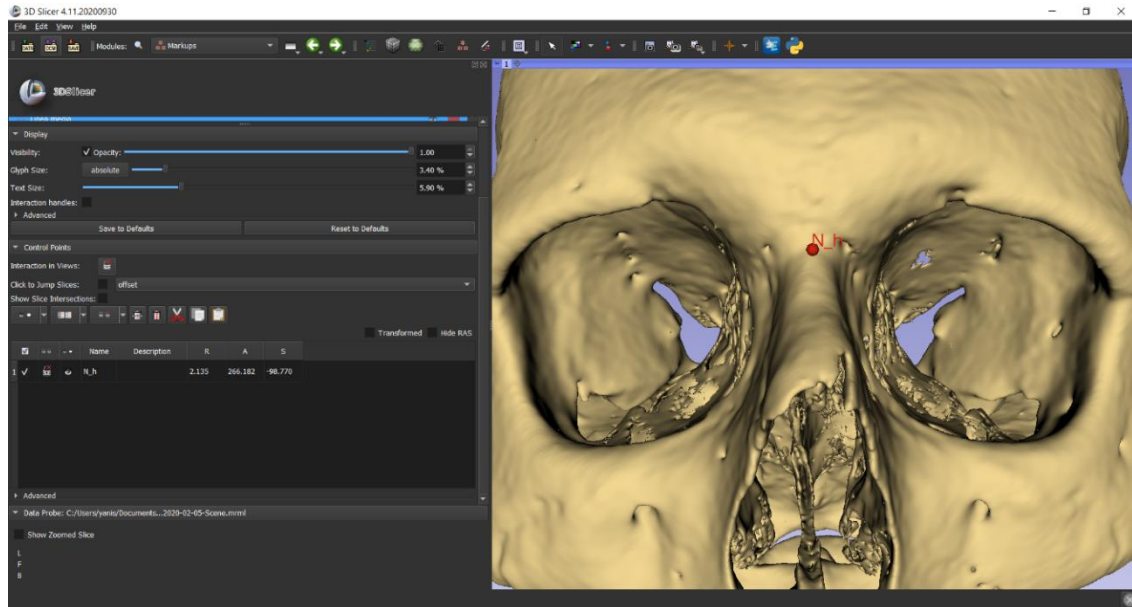 3D Slicer 4.11.20200930
File Edit View Help
Modules: Markups
1
3DSlicer
Display
Visibility: Opacity: 1.00
Glyph Size: absolute 3.40 %
Text Size: 5.90 %
Interaction handles:
Advanced
Save to Defaults Reset to Defaults
Control Points
Interaction in Views:
Click to Jump Slices: offset
Show Slice Intersections:
Transformed Hide RAS
Name Description R A S
1 N_h 2.135 266.182 -98.770
Advanced
Data Probe: C:/Users/yanis/Documents...2020-02-05-Scene.mrml
Show Zoomed Slice
L
F
B
N_h